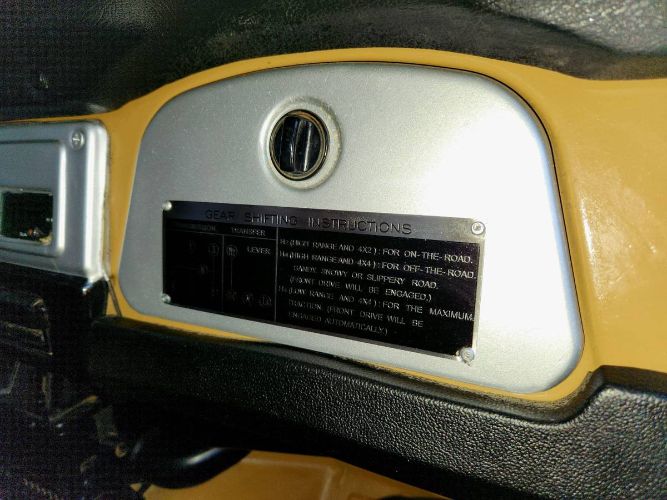 GEAR SHIFTING INSTRUCTIONS
TRANSMISSION TRANSFER
LEVER
(HIGH RANGE AND 4X2) : FOR ON-THE-ROAD.
(HIGH RANGE AND 4X4) : FOR OFF-THE-ROAD.
SANDY, SNOWY OR SLIPPERY ROAD.
(FRONT DRIVE WILL BE ENGAGED.)
(LOW RANGE AND 4X4) : FOR THE MAXIMUM
TRACTION (FRONT DRIVE WILL BE
ENGAGED AUTOMATICALLY)